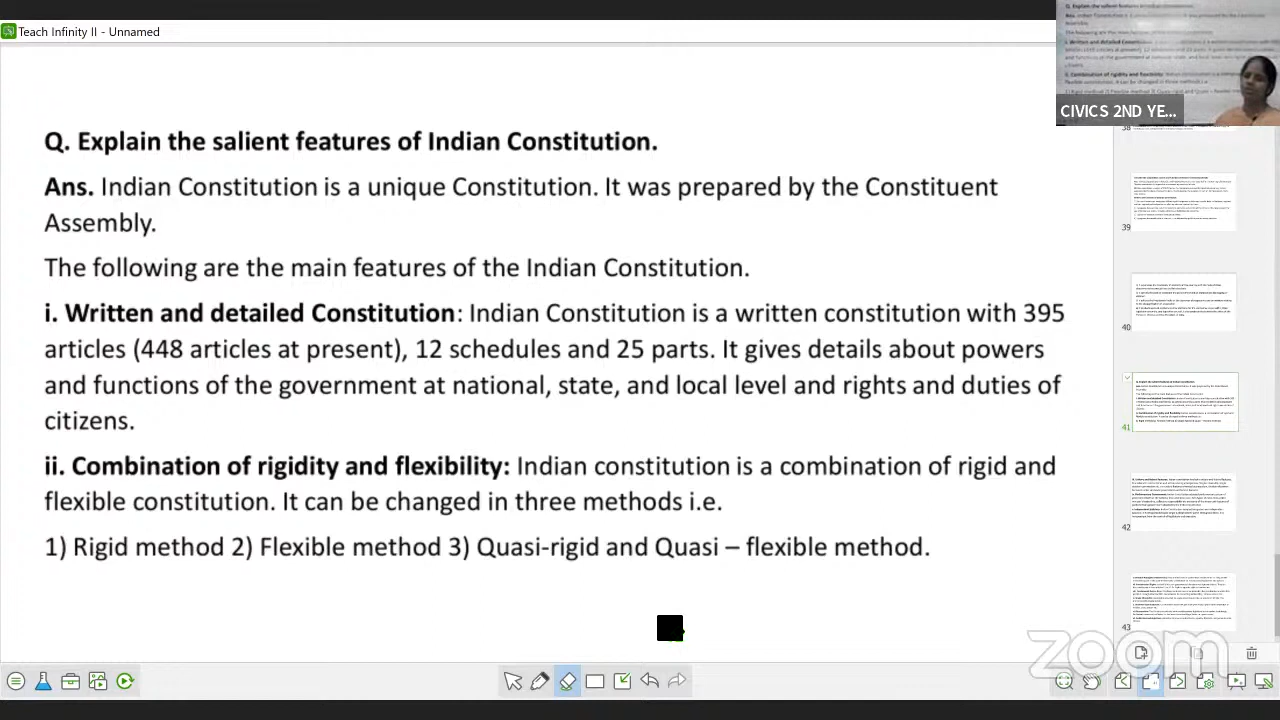 Teach Infinity II - Unnamed
CIVICS 2ND YE...
Q. Explain the salient features of Indian Constitution.
Ans. Indian Constitution is a unique Constitution. It was prepared by the Constituent
Assembly.
The following are the main features of the Indian Constitution.
i. Written and detailed Constitution: Indian Constitution is a written constitution with 395
articles (448 articles at present), 12 schedules and 25 parts. It gives details about powers
and functions of the government at national, state, and local level and rights and duties of
citizens.
ii. Combination of rigidity and flexibility: Indian constitution is a combination of rigid and
flexible constitution. It can be changed in three methods i.e.
1) Rigid method 2) Flexible method 3) Quasi-rigid and Quasi – flexible method.
38
39
40
41
42
43
zoom